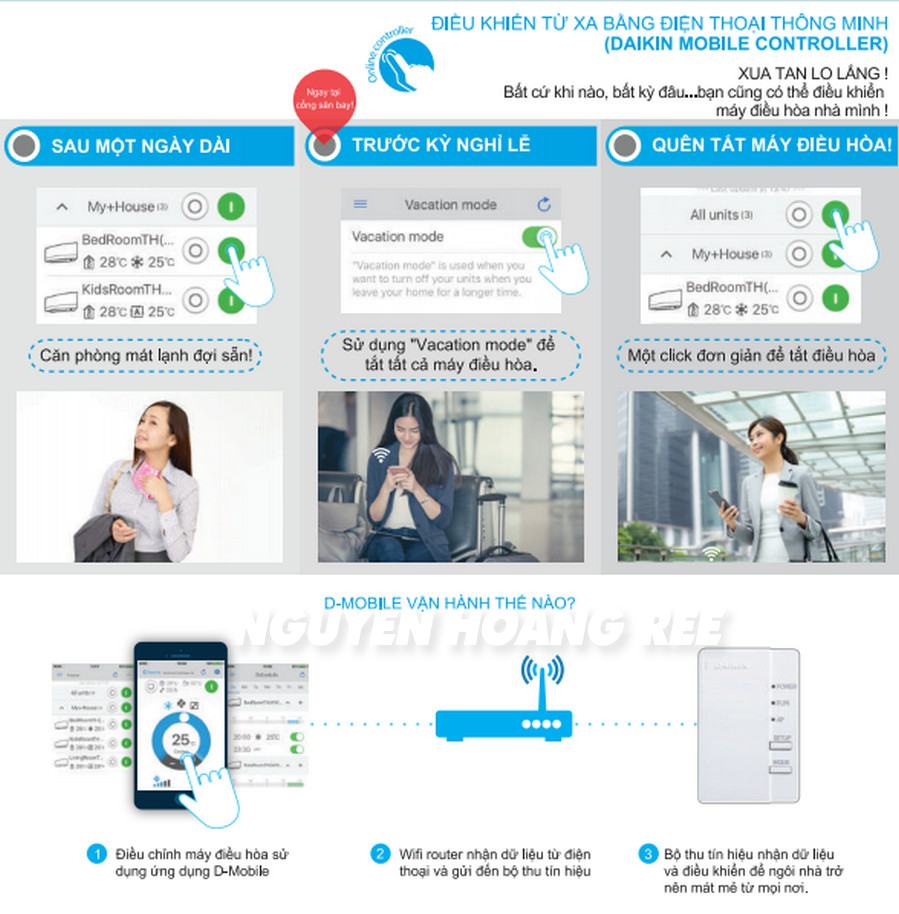 ĐIỀU KHIỂN TỪ XA BẰNG ĐIỆN THOẠI THÔNG MINH
(DAIKIN MOBILE CONTROLLER)
Online controller
XUA TAN LO LẮNG !
Bất cứ khi nào, bất kỳ đâu...bạn cũng có thể điều khiển
máy điều hòa nhà mình !
Ngay tại
cổng sân bay!
SAU MỘT NGÀY DÀI
My+House (3)
BedRoomTH(...
28°C 25°C
KidsRoomTH...
28°C A 25°C
Căn phòng mát lạnh đợi sẵn!
TRƯỚC KỲ NGHỈ LỄ
Vacation mode
Vacation mode
"Vacation mode" is used when you
want to turn off your units when you
leave your home for a longer time.
Sử dụng "Vacation mode" để
tắt tất cả máy điều hòa.
QUÊN TẮT MÁY ĐIỀU HÒA!
All units (3)
My+House (3)
BedRoomTH(...
28°C 25°C
Một click đơn giản để tắt điều hòa
D-MOBILE VẬN HÀNH THẾ NÀO?
NGUYEN HOANG REE
All units
My+House
25°C
20:00 25°C
23:30
POWER
RUN
AP
SETUP
MODE
1 Điều chỉnh máy điều hòa sử
dụng ứng dụng D-Mobile
2 Wifi router nhận dữ liệu từ điện
thoại và gửi đến bộ thu tín hiệu
3 Bộ thu tín hiệu nhận dữ liệu
và điều khiển để ngôi nhà trở
nên mát mẻ từ mọi nơi.